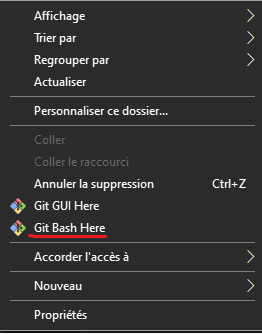 Affichage
Trier par
Regrouper par
Actualiser
Personnaliser ce dossier...
Coller
Coller le raccourci
Annuler la suppression Ctrl+Z
Git GUI Here
Git Bash Here
Accorder l'accès à
Nouveau
Propriétés